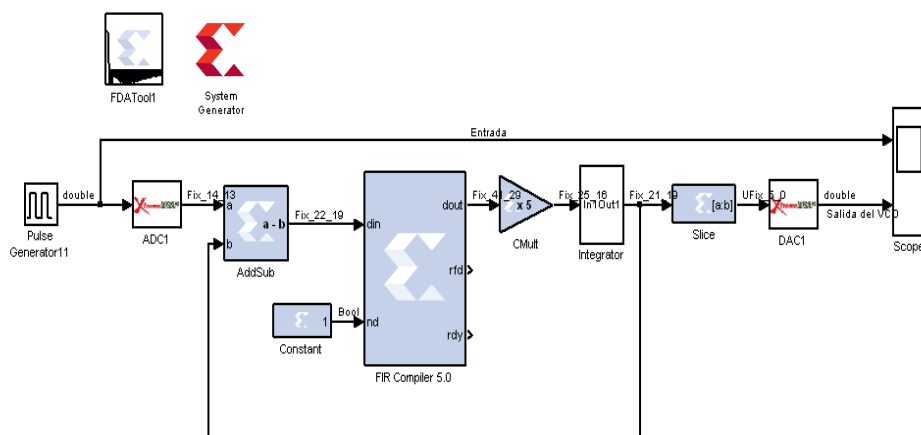 FDATool1
System
Generator
Entrada
double
Fix_14_13
a
b
a - b
Fix_22_19
din
dout
Fix_41_29
x 5
Fix_25_16
In1Out1
Fix_21_19
[a:b]
UFix_5_0
double
Salida del VCO
Pulse
Generator11
ADC1
AddSub
rfd
CMult
Integrator
Slice
DAC1
Scope
1
Bool
nd
rdy
Constant
FIR Compiler 5.0